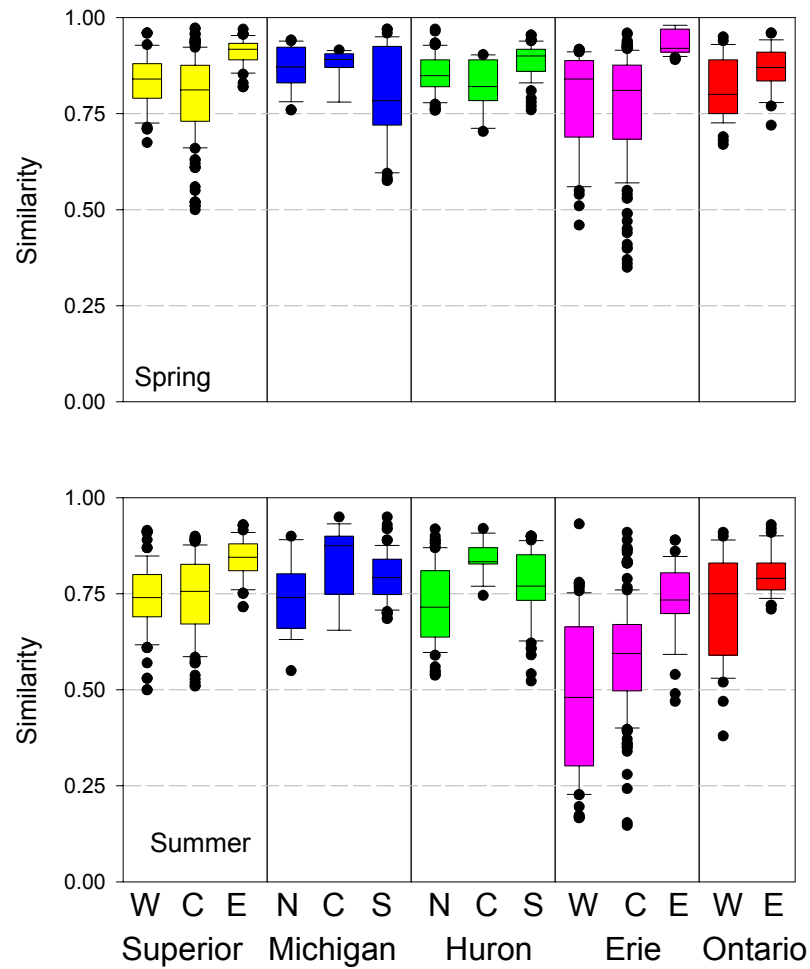 1.00
0.75
0.50
0.25
0.00
Similarity
Spring
1.00
0.75
0.50
0.25
0.00
Similarity
Summer
W C E N C S N C S W C E W E
Superior Michigan Huron Erie Ontario